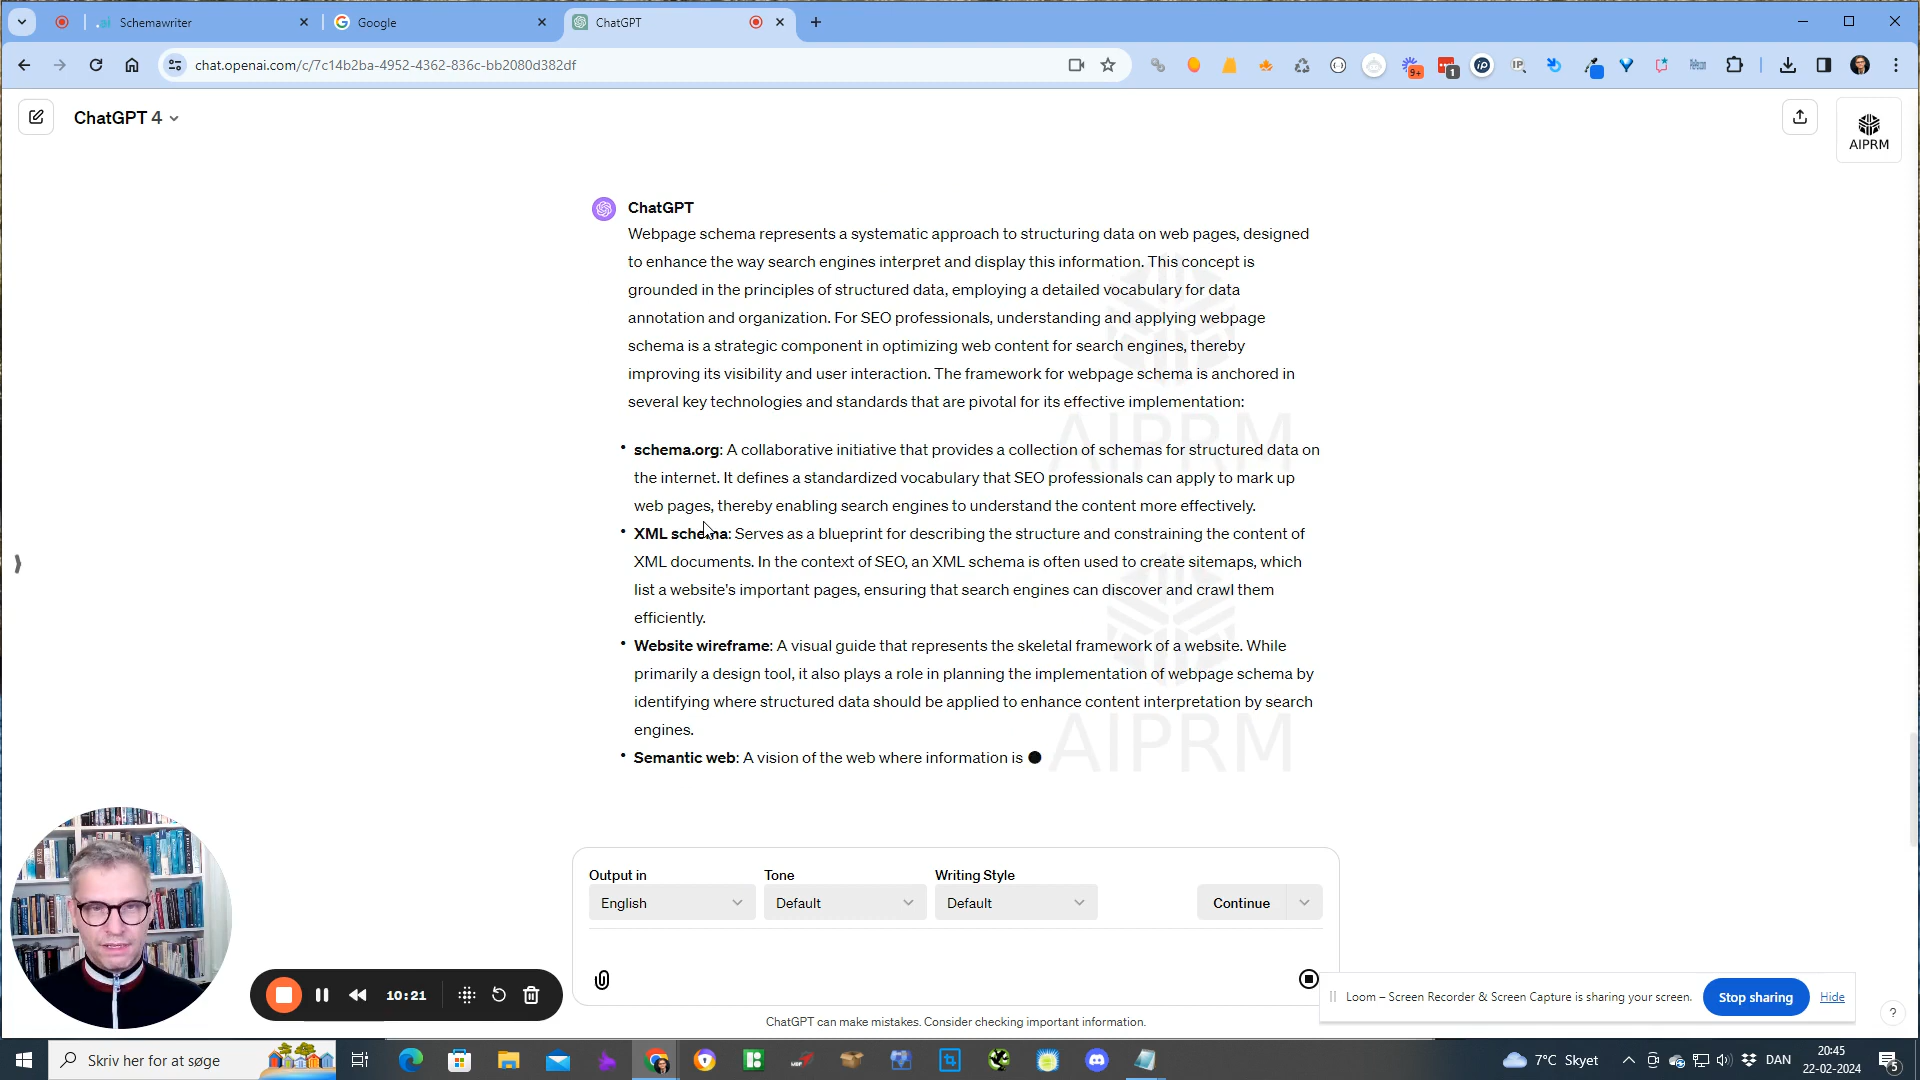 Schemawriter
Google
ChatGPT
chat.openai.com/c/7c14b2ba-4952-4362-836c-bb2080d382df
9+
1
ChatGPT 4
AIPRM
ChatGPT
Webpage schema represents a systematic approach to structuring data on web pages, designed
to enhance the way search engines interpret and display this information. This concept is
grounded in the principles of structured data, employing a detailed vocabulary for data
annotation and organization. For SEO professionals, understanding and applying webpage
schema is a strategic component in optimizing web content for search engines, thereby
improving its visibility and user interaction. The framework for webpage schema is anchored in
several key technologies and standards that are pivotal for its effective implementation:
• schema.org: A collaborative initiative that provides a collection of schemas for structured data on
the internet. It defines a standardized vocabulary that SEO professionals can apply to mark up
web pages, thereby enabling search engines to understand the content more effectively.
• XML schema: Serves as a blueprint for describing the structure and constraining the content of
XML documents. In the context of SEO, an XML schema is often used to create sitemaps, which
list a website's important pages, ensuring that search engines can discover and crawl them
efficiently.
• Website wireframe: A visual guide that represents the skeletal framework of a website. While
primarily a design tool, it also plays a role in planning the implementation of webpage schema by
identifying where structured data should be applied to enhance content interpretation by search
engines.
• Semantic web: A vision of the web where information is
AIPRM
AIPRM
Output in
Tone
Writing Style
English
Default
Default
Continue
10:21
Loom – Screen Recorder & Screen Capture is sharing your screen.
Stop sharing
Hide
ChatGPT can make mistakes. Consider checking important information.
?
Skriv her for at søge
7°C Skyet
DAN
20:45
22-02-2024
5